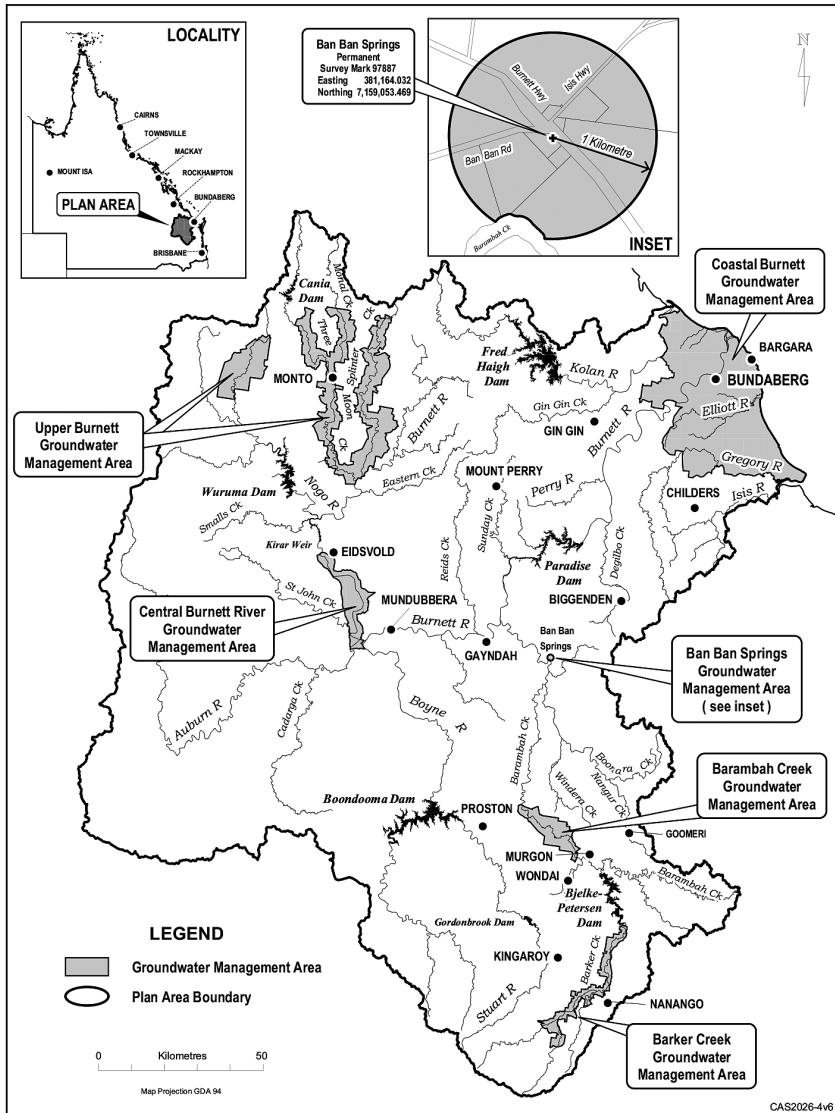 LOCALITY
CAIRNS
TOWNSVILLE
MACKAY
MOUNT ISA
ROCKHAMPTON
PLAN AREA
BUNDABERG
BRISBANE
Ban Ban Springs
Permanent
Survey Mark 97887
Easting 381,164.032
Northing 7,159,053.469
Burnett Hwy
Isis Hwy
Ban Ban Rd
1 Kilometre
Barambah Ck
INSET
N
Coastal Burnett
Groundwater
Management Area
Cania
Dam
Monal Ck
Three
Moon
Ck
Splinter
Ck
MONTO
Fred
Haigh
Dam
Kolan R
BARGARA
BUNDABERG
Elliott R
Gin Gin Ck
GIN GIN
Burnett R
Burnett R
Upper Burnett
Groundwater
Management Area
Gregory R
Eastern Ck
MOUNT PERRY
Nogo R
Wuruma Dam
Perry R
CHILDERS
Isis R
Smalls Ck
Sunday Ck
Kirar Weir
EIDSVOLD
Reids Ck
Paradise
Dam
Degilbo Ck
St John Ck
BIGGENDEN
Central Burnett River
Groundwater
Management Area
MUNDUBBERA
Burnett R
GAYNDAH
Ban Ban
Springs
Ban Ban Springs
Groundwater
Management Area
( see inset )
Auburn R
Cadarga Ck
Boyne R
Barambah Ck
Boonara Ck
Windera Ck
Nangur Ck
Barambah Creek
Groundwater
Management Area
Boondooma Dam
PROSTON
GOOMERI
MURGON
WONDAI
Barambah Ck
Bjelke-
Petersen
Dam
Gordonbrook Dam
KINGAROY
Barker Ck
Stuart R
NANANGO
Barker Creek
Groundwater
Management Area
LEGEND
Groundwater Management Area
Plan Area Boundary
0 Kilometres 50
Map Projection GDA 94
CAS2026-4v6